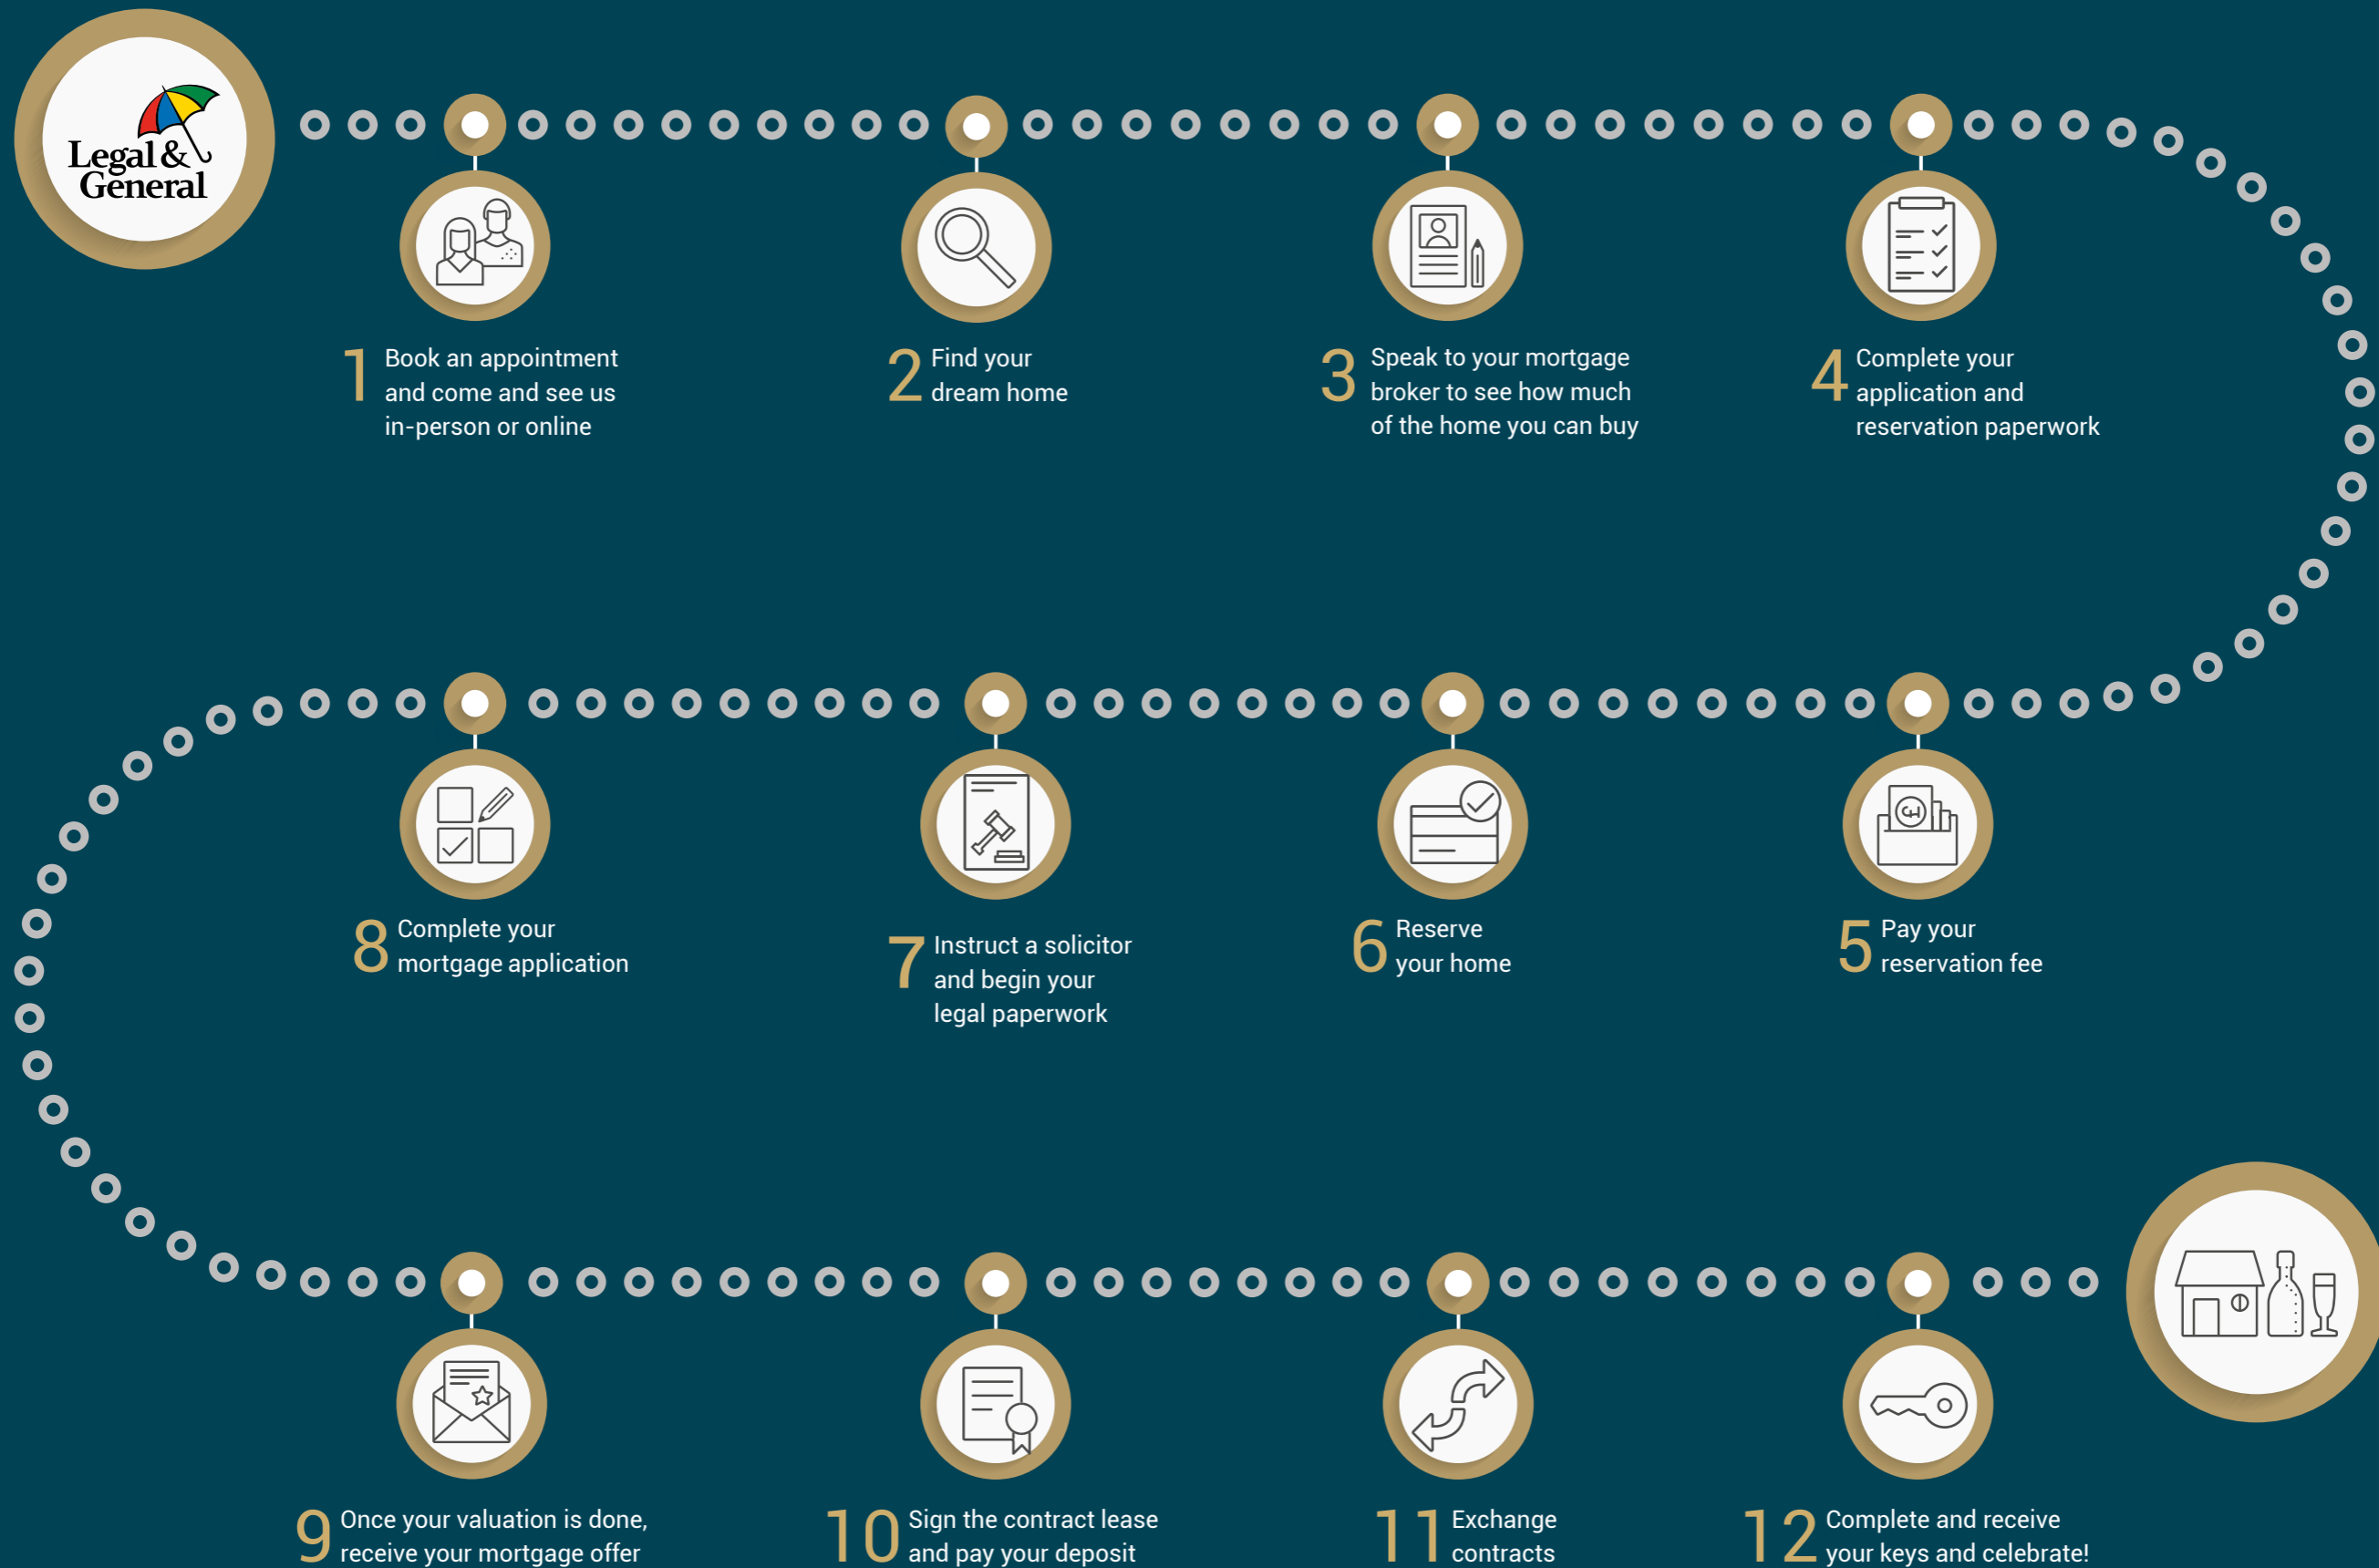 Legal &
General
1 Book an appointment
and come and see us
in-person or online
2 Find your
dream home
3 Speak to your mortgage
broker to see how much
of the home you can buy
4 Complete your
application and
reservation paperwork
5 Pay your
reservation fee
6 Reserve
your home
7 Instruct a solicitor
and begin your
legal paperwork
8 Complete your
mortgage application
9 Once your valuation is done,
receive your mortgage offer
10 Sign the contract lease
and pay your deposit
11 Exchange
contracts
12 Complete and receive
your keys and celebrate!